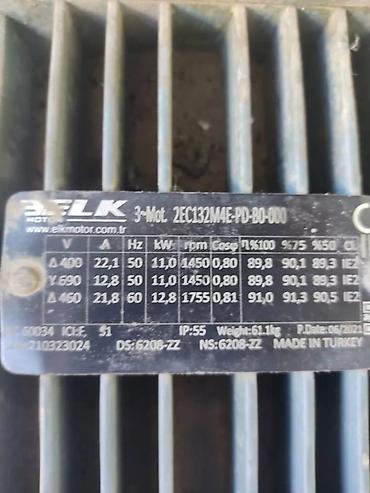 ELK
MOTOR
3~Mot. 2EC132M4E-PD-B0-000
www.elkmotor.com.tr
V A Hz kW rpm Cosφ η%100 %75 %50 CL
Δ 400 22,1 50 11,0 1450 0,80 89,8 90,1 89,3 IE2
Y 690 12,8 50 11,0 1450 0,80 89,8 90,1 89,3 IE2
Δ 460 21,8 60 12,8 1755 0,81 91,0 91,3 90,5 IE2
60034 ICl:F. S1 IP:55 Weight:61.1kg P.Date:06/2021
210323024 DS:6208-ZZ NS:6208-ZZ MADE IN TURKEY